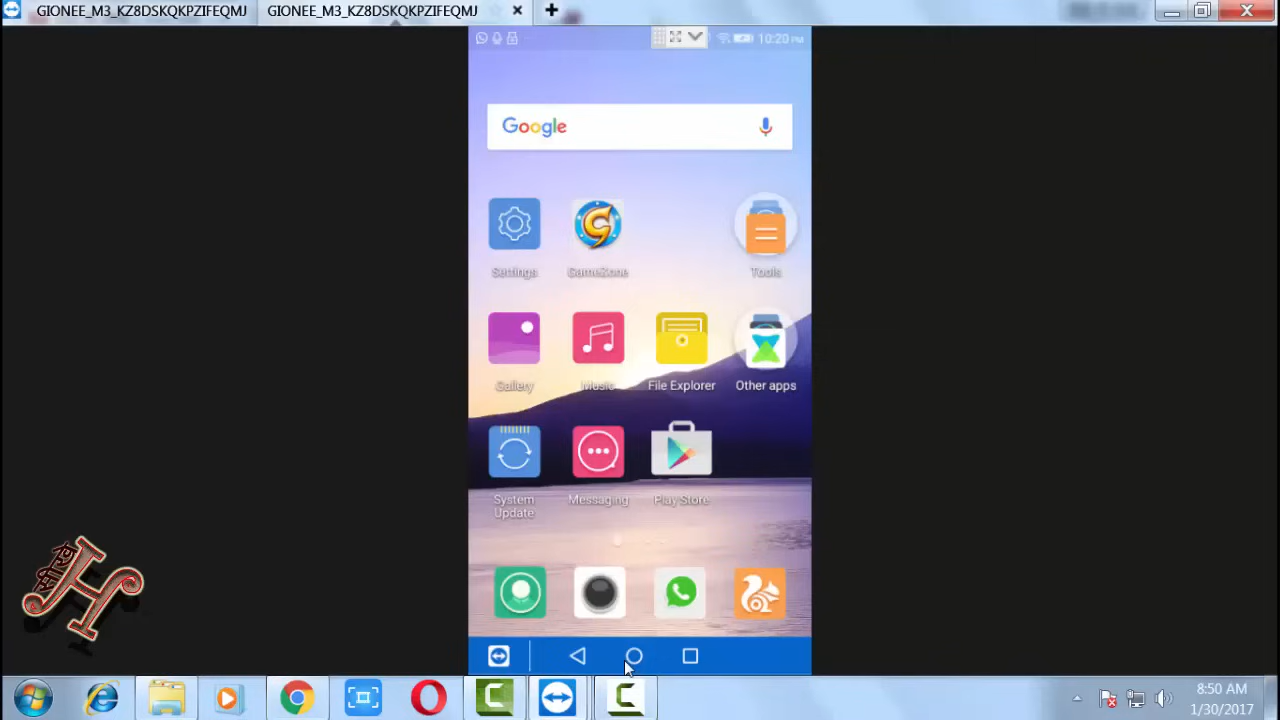 GIONEE_M3_KZ8DSKQKPZIFEQMJ
GIONEE_M3_KZ8DSKQKPZIFEQMJ
10:20 PM
Google
Settings
GameZone
Tools
Gallery
Music
File Explorer
Other apps
System
Update
Messaging
Play Store
H
8:50 AM
1/30/2017